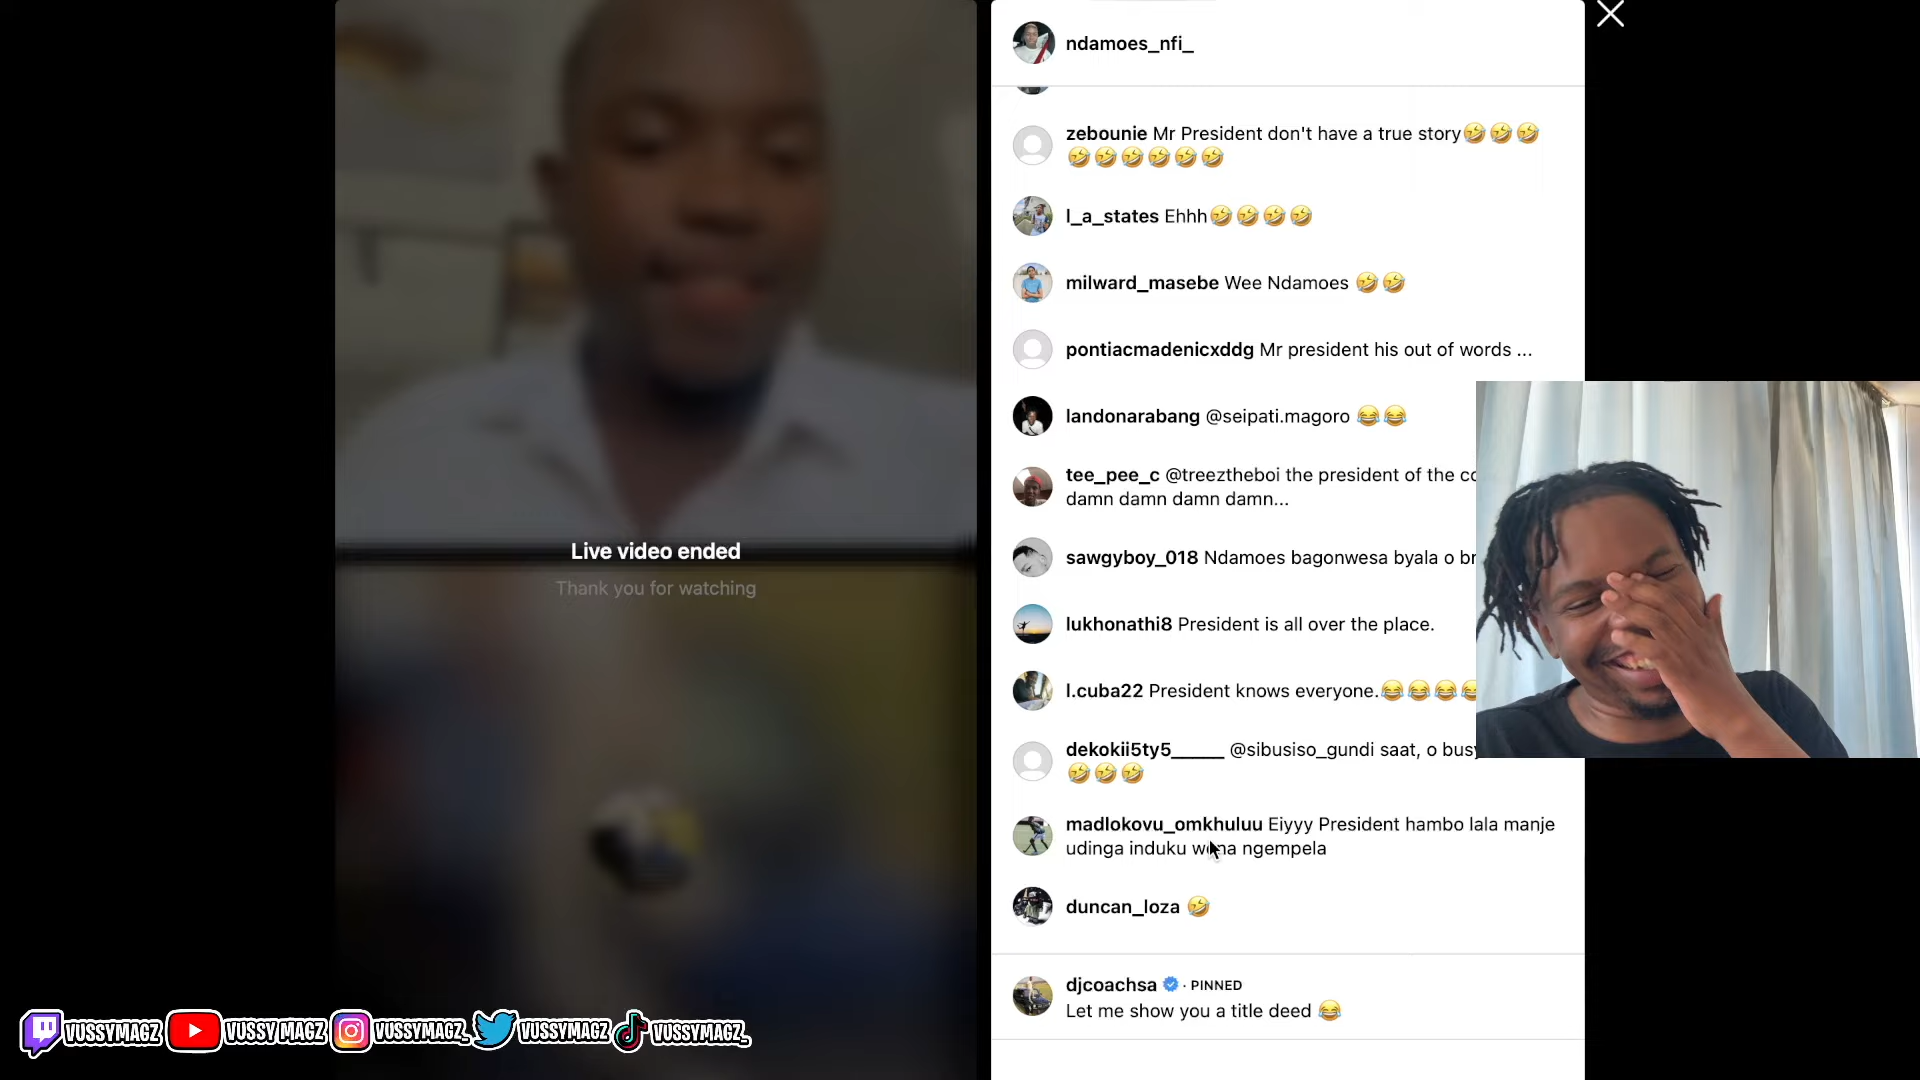 ndamoes_nfi_
zebounie Mr President don't have a true story🤣🤣🤣
🤣🤣🤣🤣🤣🤣
l_a_states Ehhh🤣🤣🤣🤣
milward_masebe Wee Ndamoes 🤣🤣
pontiacmadenicxddg Mr president his out of words ...
landonarabang @seipati.magoro 😂😂
tee_pee_c @treeztheboi the president of the
damn damn damn damn...
sawgyboy_018 Ndamoes bagonwesa byala o
lukhonathi8 President is all over the place.
l.cuba22 President knows everyone.😂😂😂😂
dekokii5ty5_____ @sibusiso_gundi saat, o busy
🤣🤣🤣
madlokovu_omkhuluu Eiyyy President hambo lala manje
udinga induku wena ngempela
duncan_loza 🤣
djcoachsa · PINNED
Let me show you a title deed 😂
Live video ended
Thank you for watching
VUSSYMAGZ VUSSY MAGZ VUSSYMAGZ_ VUSSYMAGZ VUSSYMAGZ_